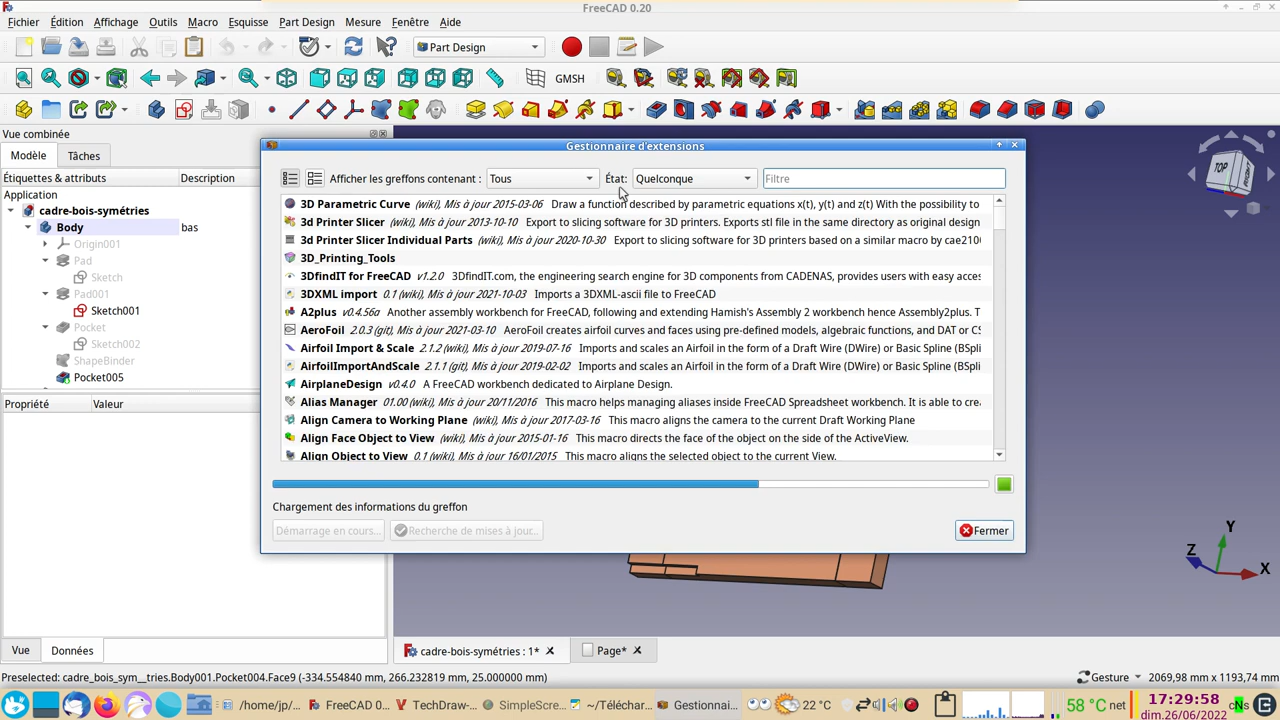 FreeCAD 0.20
Fichier Édition Affichage Outils Macro Esquisse Part Design Mesure Fenêtre Aide
Part Design
GMSH
Vue combinée
Modèle Tâches
Étiquettes & attributs Description
Application
cadre-bois-symétries
Body bas
Origin001
Pad
Sketch
Pad001
Sketch001
Pocket
Sketch002
ShapeBinder
Pocket005
Propriété Valeur
Vue Données
Gestionnaire d'extensions
Afficher les greffons contenant : Tous État: Quelconque Filtre
3D Parametric Curve (wiki), Mis à jour 2015-03-06 Draw a function described by parametric equations x(t), y(t) and z(t) With the possibility to
3d Printer Slicer (wiki), Mis à jour 2013-10-10 Export to slicing software for 3D printers. Exports stl file in the same directory as original design
3d Printer Slicer Individual Parts (wiki), Mis à jour 2020-10-30 Export to slicing software for 3D printers based on a similar macro by cae210
3D_Printing_Tools
3DfindIT for FreeCAD v1.2.0 3DfindIT.com, the engineering search engine for 3D components from CADENAS, provides users with easy acces
3DXML import 0.1 (wiki), Mis à jour 2021-10-03 Imports a 3DXML-ascii file to FreeCAD
A2plus v0.4.56a Another assembly workbench for FreeCAD, following and extending Hamish's Assembly 2 workbench hence Assembly2plus. T
AeroFoil 2.0.3 (git), Mis à jour 2021-03-10 AeroFoil creates airfoil curves and faces using pre-defined models, algebraic functions, and DAT or CS
Airfoil Import & Scale 2.1.2 (wiki), Mis à jour 2019-07-16 Imports and scales an Airfoil in the form of a Draft Wire (DWire) or Basic Spline (BSpli
AirfoilImportAndScale 2.1.1 (git), Mis à jour 2019-02-02 Imports and scales an Airfoil in the form of a Draft Wire (DWire) or Basic Spline (BSpli
AirplaneDesign v0.4.0 A FreeCAD workbench dedicated to Airplane Design.
Alias Manager 01.00 (wiki), Mis à jour 20/11/2016 This macro helps managing aliases inside FreeCAD Spreadsheet workbench. It is able to cre
Align Camera to Working Plane (wiki), Mis à jour 2017-03-16 This macro aligns the camera to the current Draft Working Plane
Align Face Object to View (wiki), Mis à jour 2015-01-16 This macro directs the face of the object on the side of the ActiveView.
Align Object to View 0.1 (wiki), Mis à jour 16/01/2015 This macro aligns the selected object to the current View.
Chargement des informations du greffon
Démarrage en cours... Recherche de mises à jour... Fermer
TOP
Y
Z
X
cadre-bois-symétries : 1* Page*
Preselected: cadre_bois_sym__tries.Body001.Pocket004.Face9 (-334.554840 mm, 266.232819 mm, 25.000000 mm) Gesture 2069,98 mm x 1193,74 mm
/home/jp/ FreeCAD 0... TechDraw-... SimpleScre... ~/Télécha... Gestionnai... 22 °C 58 °C net 17:29:58
dim.26/06/2022